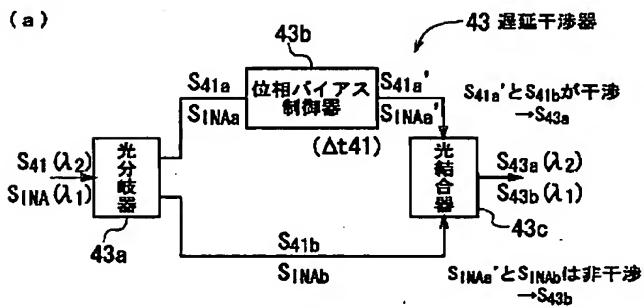 (a)
43b
43 遅延干渉器
S41a
位相バイアス
制御器
S41a'
SINAa
SINAa'
(Δt41)
S41a'とS41bが干渉
→S43a
S41(λ2)
SINA(λ1)
光分岐器
43a
光結合器
S43a(λ2)
S43b(λ1)
43c
S41b
SINAb
SINAa'とSINAbは非干渉
→S43b